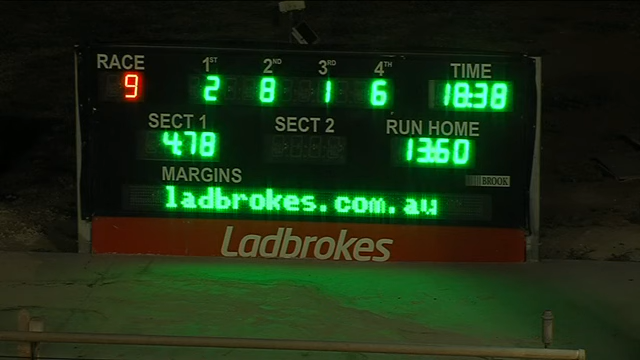 RACE 1ST 2ND 3RD 4TH TIME
9 2 8 1 6 18:38
SECT 1 SECT 2 RUN HOME
4.78 13.60
MARGINS
BROOK
ladbrokes.com.au
Ladbrokes